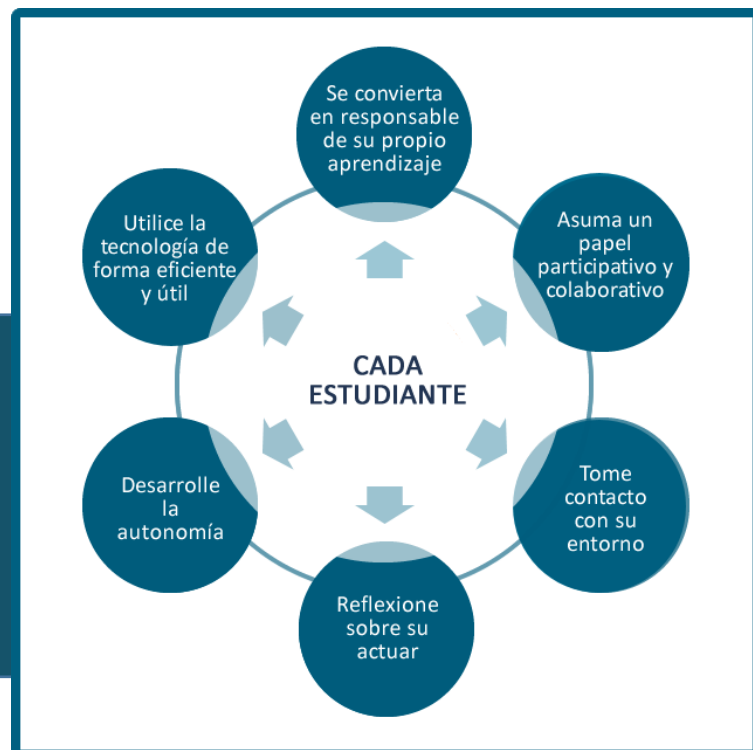 Se convierta
en responsable
de su propio
aprendizaje
Asuma un
papel
participativo y
colaborativo
Tome
contacto
con su
entorno
Reflexione
sobre su
actuar
Desarrolle
la
autonomía
Utilice la
tecnología de
forma eficiente
y útil
CADA
ESTUDIANTE